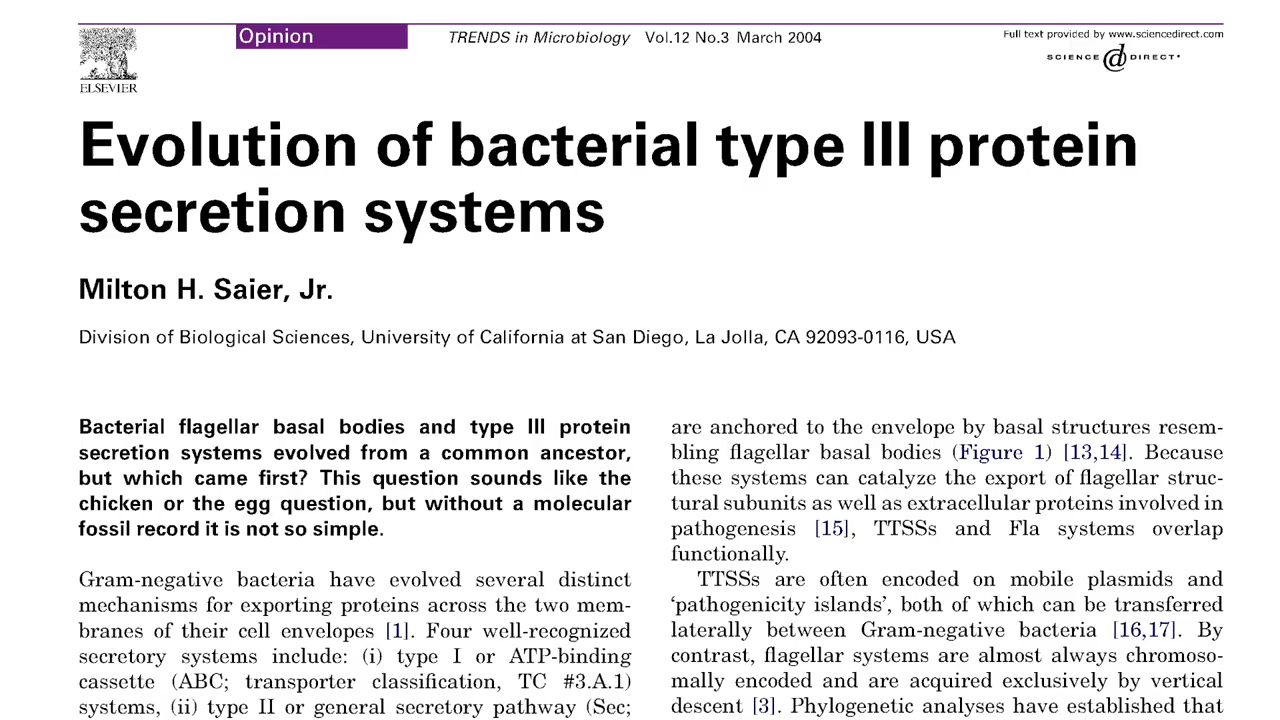 Opinion
TRENDS in Microbiology Vol.12 No.3 March 2004
Full text provided by www.sciencedirect.com
SCIENCE @ DIRECT®
ELSEVIER
Evolution of bacterial type III protein
secretion systems
Milton H. Saier, Jr.
Division of Biological Sciences, University of California at San Diego, La Jolla, CA 92093-0116, USA
Bacterial flagellar basal bodies and type III protein
secretion systems evolved from a common ancestor,
but which came first? This question sounds like the
chicken or the egg question, but without a molecular
fossil record it is not so simple.
Gram-negative bacteria have evolved several distinct
mechanisms for exporting proteins across the two mem-
branes of their cell envelopes [1]. Four well-recognized
secretory systems include: (i) type I or ATP-binding
cassette (ABC; transporter classification, TC #3.A.1)
systems, (ii) type II or general secretory pathway (Sec;
are anchored to the envelope by basal structures resem-
bling flagellar basal bodies (Figure 1) [13,14]. Because
these systems can catalyze the export of flagellar struc-
tural subunits as well as extracellular proteins involved in
pathogenesis [15], TTSSs and Fla systems overlap
functionally.
TTSSs are often encoded on mobile plasmids and
‘pathogenicity islands’, both of which can be transferred
laterally between Gram-negative bacteria [16,17]. By
contrast, flagellar systems are almost always chromoso-
mally encoded and are acquired exclusively by vertical
descent [3]. Phylogenetic analyses have established that